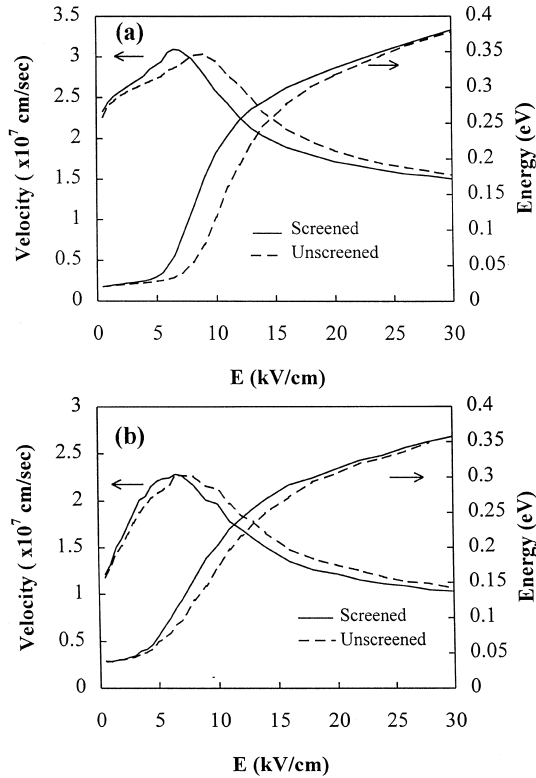 (a)
3.5
3
2.5
2
1.5
1
0.5
0
Velocity ( x10^7 cm/sec)
0.4
0.35
0.3
0.25
0.2
0.15
0.1
0.05
0
Energy (eV)
Screened
Unscreened
0 5 10 15 20 25 30
E (kV/cm)
(b)
3
2.5
2
1.5
1
0.5
0
Velocity ( x10^7 cm/sec)
0.4
0.35
0.3
0.25
0.2
0.15
0.1
0.05
0
Energy (eV)
Screened
Unscreened
0 5 10 15 20 25 30
E (kV/cm)